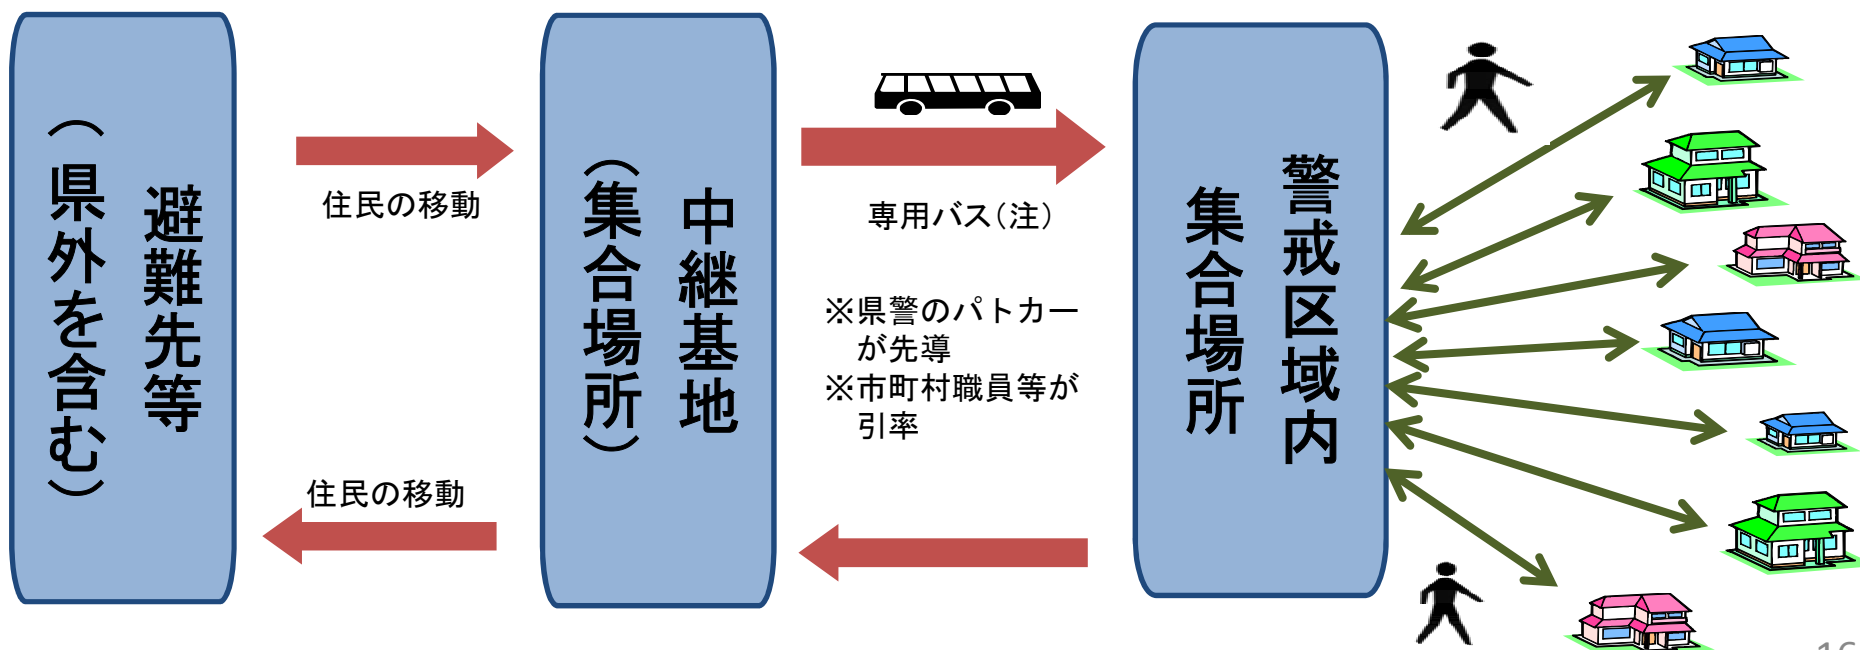 避難先等
（県外を含む）
住民の移動
住民の移動
中継基地
（集合場所）
専用バス（注）
※県警のパトカー
が先導
※市町村職員等が
引率
警戒区域内
集合場所
16